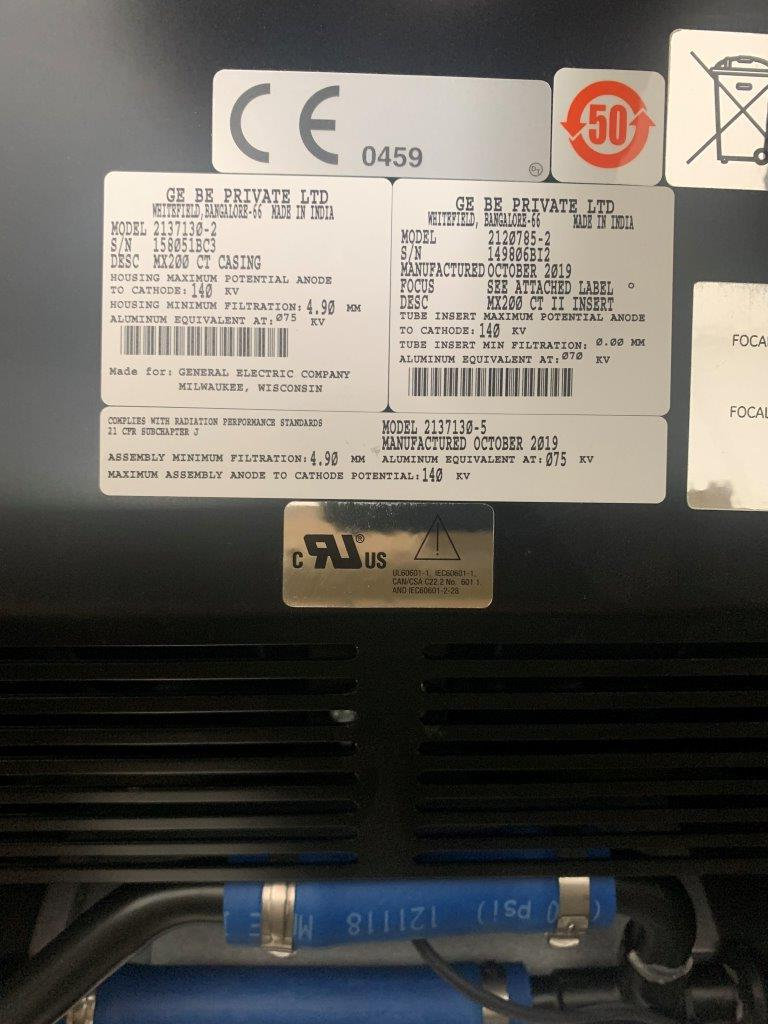 CE 0459
50
GE BE PRIVATE LTD
WHITEFIELD, BANGALORE-66 MADE IN INDIA
MODEL 2137130-2
S/N 158051BC3
DESC MX200 CT CASING
HOUSING MAXIMUM POTENTIAL ANODE
TO CATHODE: 140 KV
HOUSING MINIMUM FILTRATION: 4.90 MM
ALUMINUM EQUIVALENT AT: 075 KV
Made for: GENERAL ELECTRIC COMPANY
MILWAUKEE, WISCONSIN
GE BE PRIVATE LTD
WHITEFIELD, BANGALORE-66 MADE IN INDIA
MODEL 2120785-2
S/N 149806BI2
MANUFACTURED OCTOBER 2019
FOCUS SEE ATTACHED LABEL °
DESC MX200 CT II INSERT
TUBE INSERT MAXIMUM POTENTIAL ANODE
TO CATHODE: 140 KV
TUBE INSERT MIN FILTRATION: 0.00 MM
ALUMINUM EQUIVALENT AT: 070 KV
FOCAL
FOCAL
COMPLIES WITH RADIATION PERFORMANCE STANDARDS
21 CFR SUBCHAPTER J
MODEL 2137130-5
MANUFACTURED OCTOBER 2019
ASSEMBLY MINIMUM FILTRATION: 4.90 MM ALUMINUM EQUIVALENT AT: 075 KV
MAXIMUM ASSEMBLY ANODE TO CATHODE POTENTIAL: 140 KV
C RU® US
UL60601-1, IEC60601-1,
CAN/CSA C22.2 No. 601.1
AND IEC60601-2-28
0 PSI) 121118